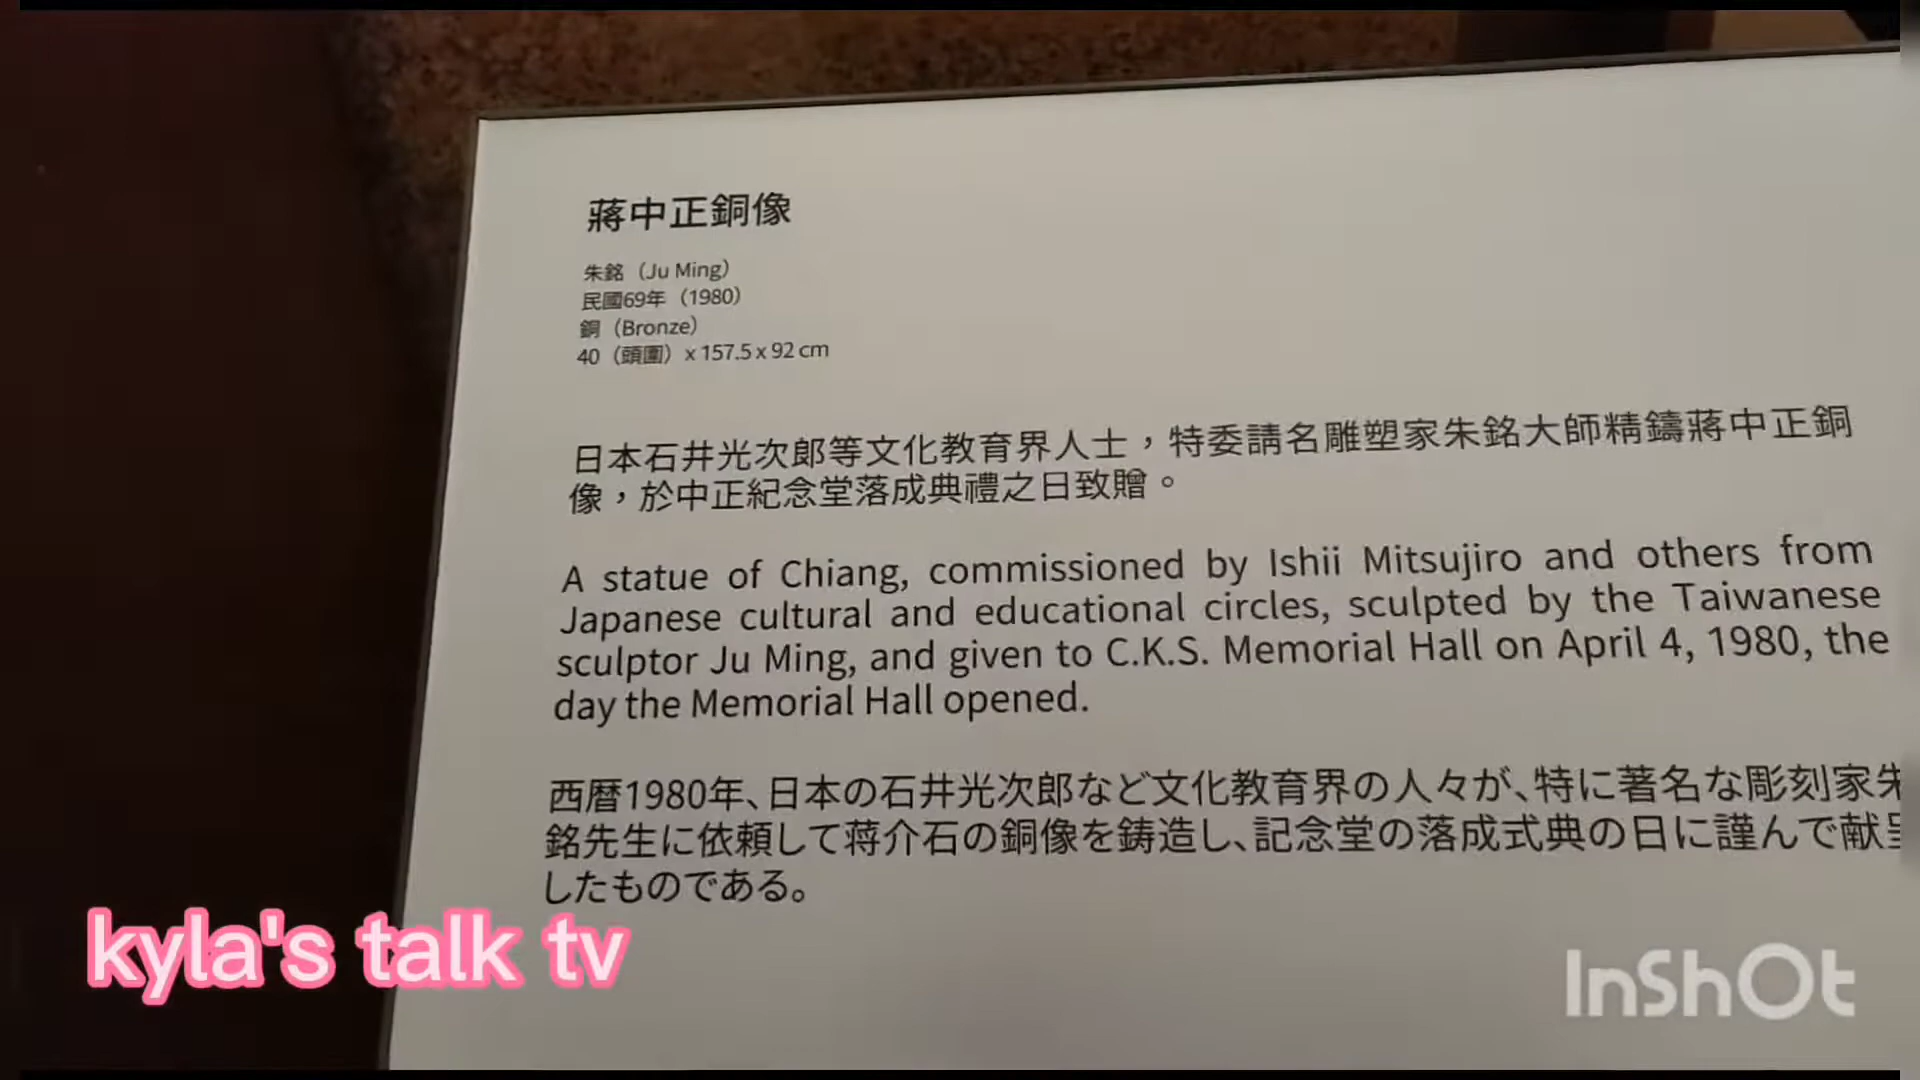 蔣中正銅像
朱銘（Ju Ming）
民國69年（1980）
銅（Bronze）
40（頭圍）x 157.5 x 92 cm
日本石井光次郎等文化教育界人士，特委請名雕塑家朱銘大師精鑄蔣中正銅
像，於中正紀念堂落成典禮之日致贈。
A statue of Chiang, commissioned by Ishii Mitsujiro and others from
Japanese cultural and educational circles, sculpted by the Taiwanese
sculptor Ju Ming, and given to C.K.S. Memorial Hall on April 4, 1980, the
day the Memorial Hall opened.
西暦1980年、日本の石井光次郎など文化教育界の人々が、特に著名な彫刻家朱
銘先生に依頼して蒋介石の銅像を鋳造し、記念堂の落成式典の日に謹んで献呈
したものである。
kyla's talk tv
InShOt